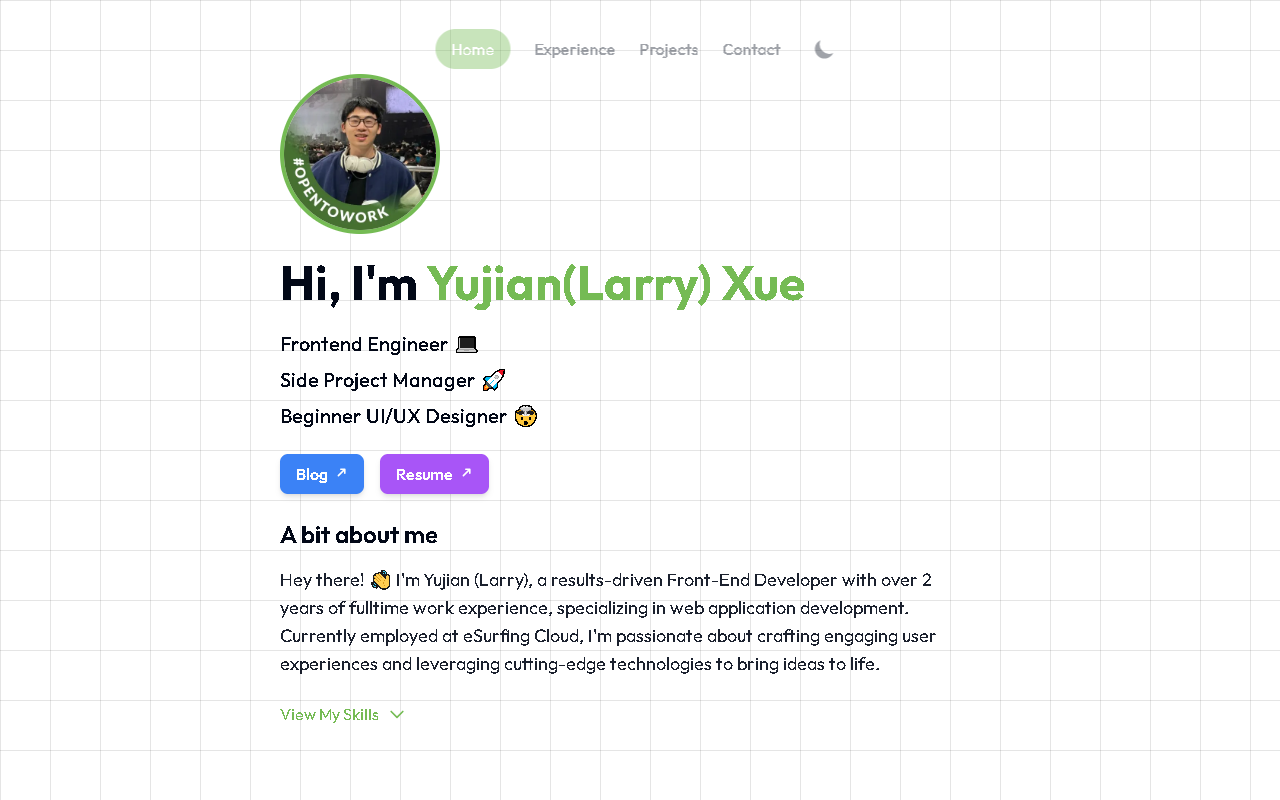 Home Experience Projects Contact
#OPENTOWORK
Hi, I'm Yujian(Larry) Xue
Frontend Engineer 💻
Side Project Manager 🚀
Beginner UI/UX Designer 🤯
Blog ↗ Resume ↗
A bit about me
Hey there! 👋 I'm Yujian (Larry), a results-driven Front-End Developer with over 2
years of fulltime work experience, specializing in web application development.
Currently employed at eSurfing Cloud, I'm passionate about crafting engaging user
experiences and leveraging cutting-edge technologies to bring ideas to life.
View My Skills